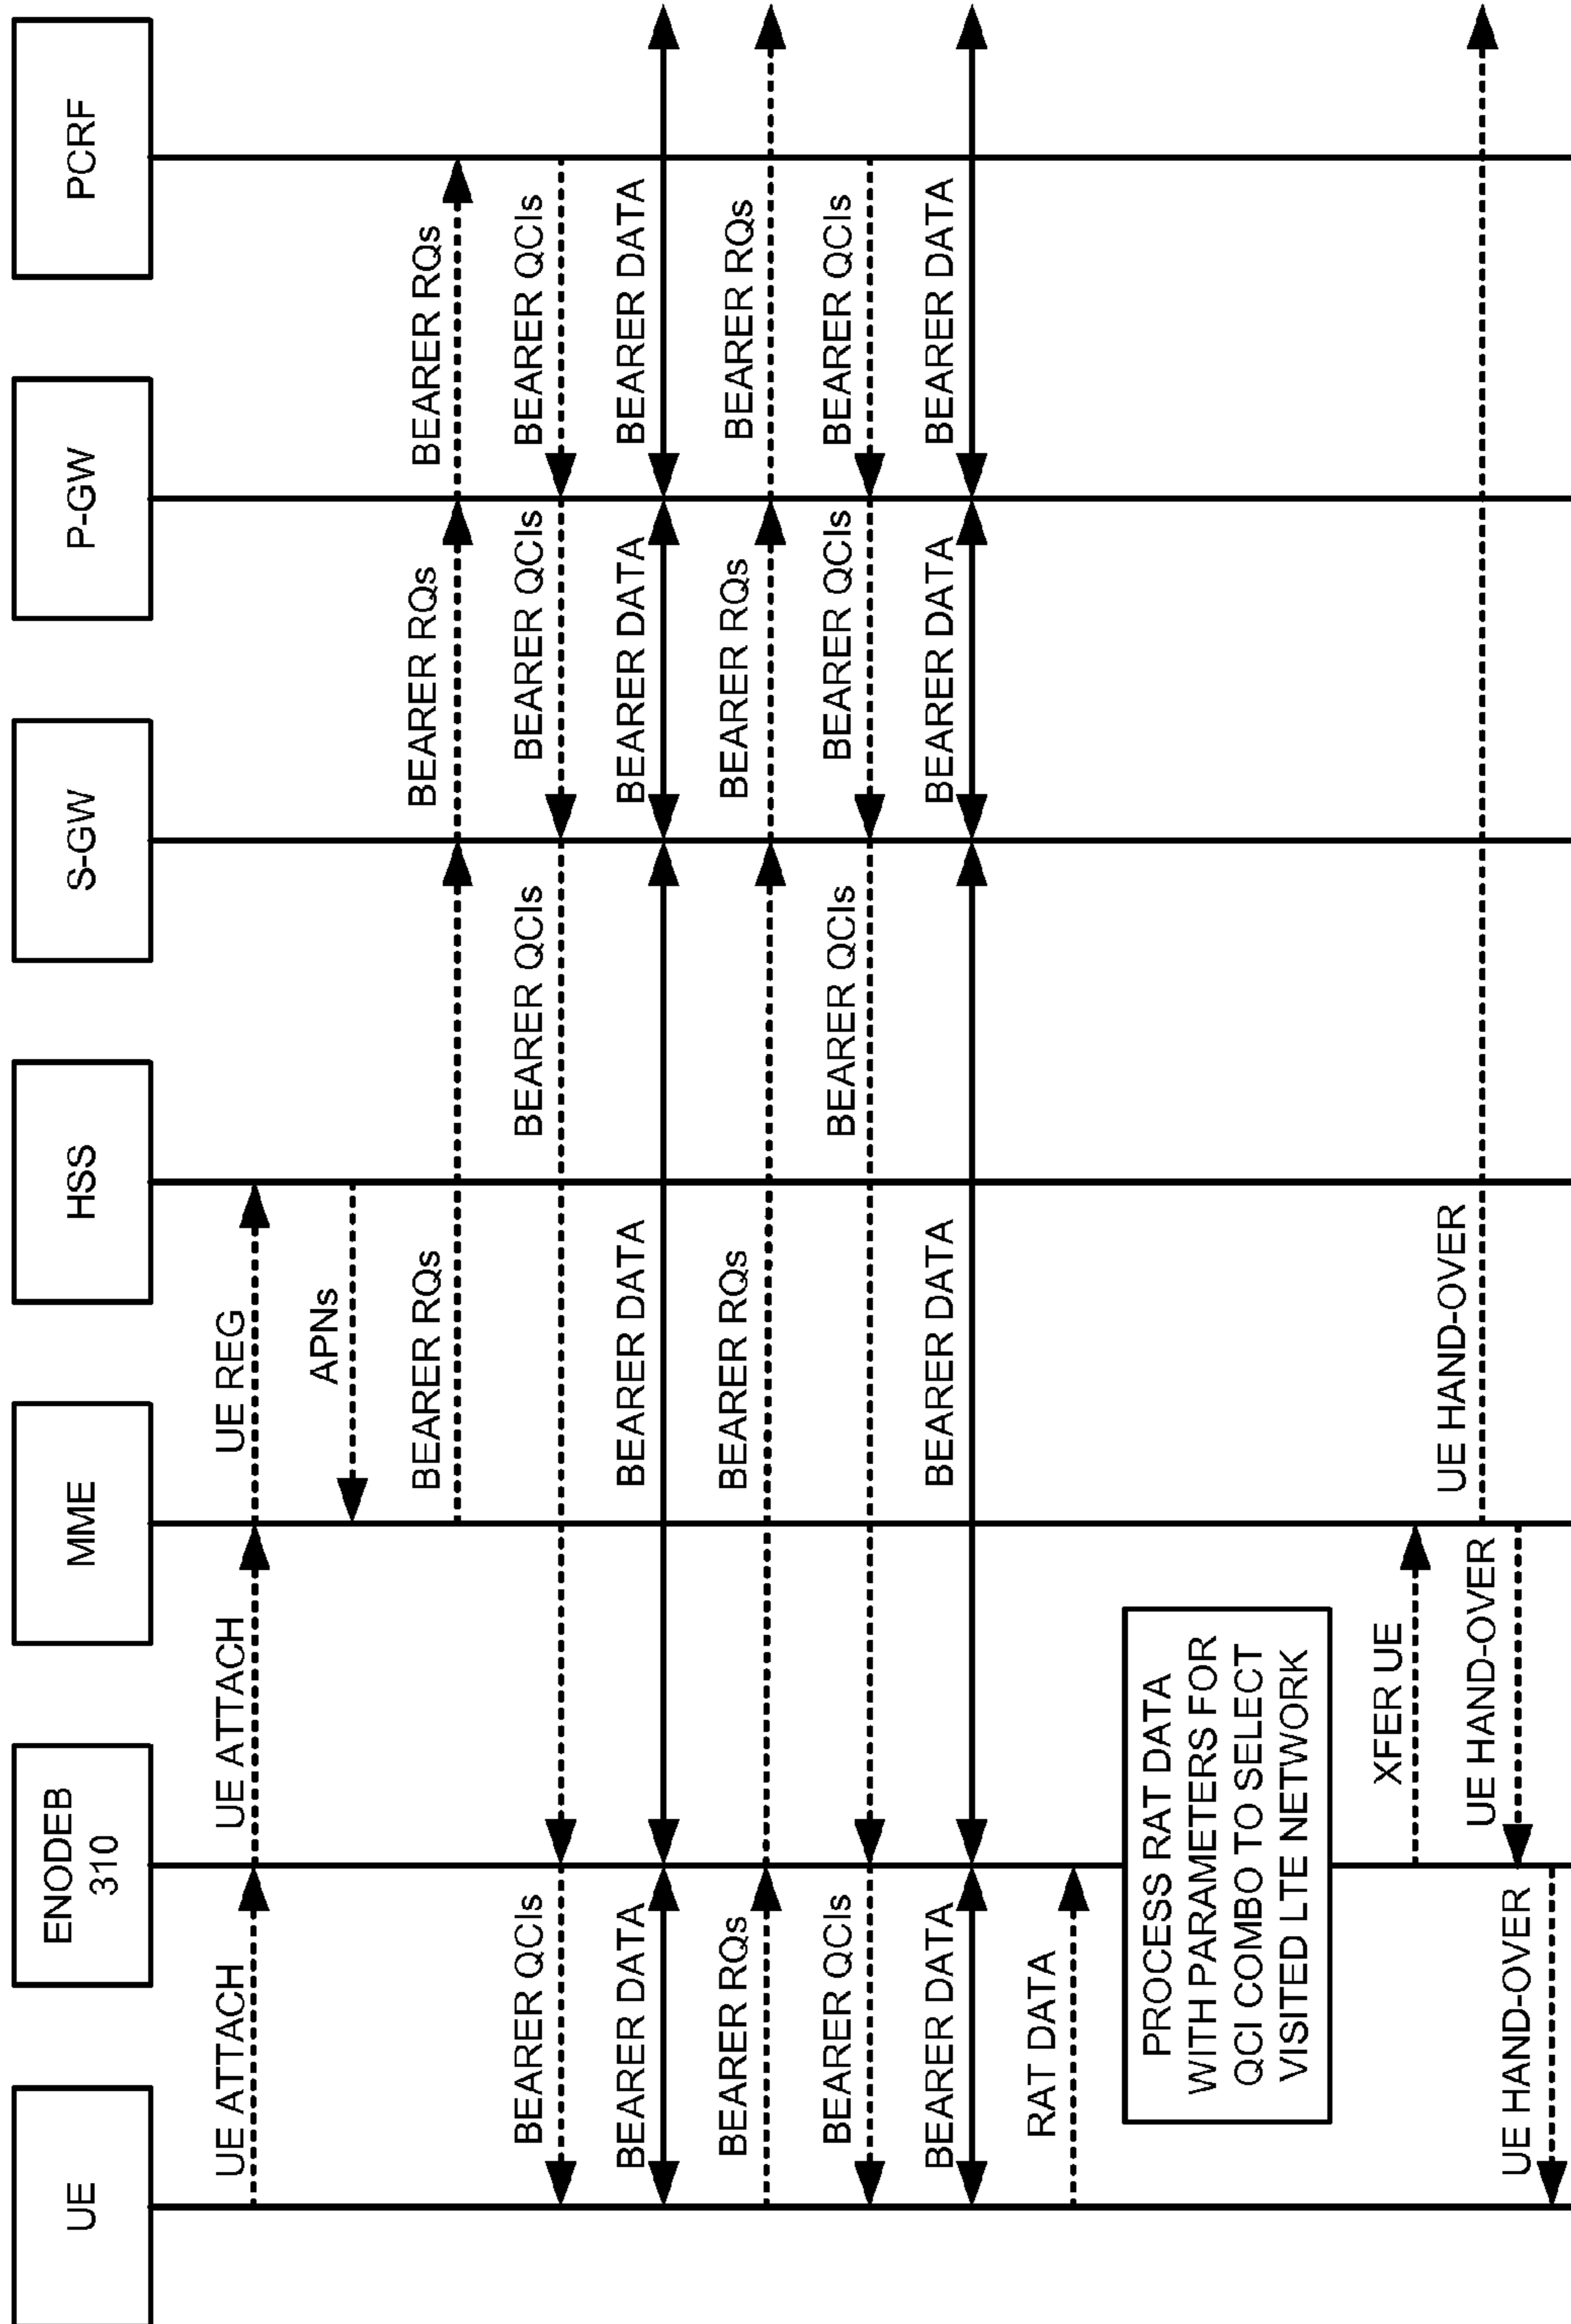 UE
ENODEB
310
MME
HSS
S-GW
P-GW
PCRF
UE ATTACH
UE ATTACH
UE REG
APNs
BEARER RQs
BEARER RQs
BEARER RQs
BEARER QCIs
BEARER QCIs
BEARER QCIs
BEARER QCIs
BEARER DATA
BEARER DATA
BEARER DATA
BEARER DATA
BEARER RQs
BEARER RQs
BEARER RQs
BEARER RQs
BEARER QCIs
BEARER QCIs
BEARER QCIs
BEARER QCIs
BEARER DATA
BEARER DATA
BEARER DATA
BEARER DATA
RAT DATA
PROCESS RAT DATA
WITH PARAMETERS FOR
QCI COMBO TO SELECT
VISITED LTE NETWORK
XFER UE
UE HAND-OVER
UE HAND-OVER
UE HAND-OVER